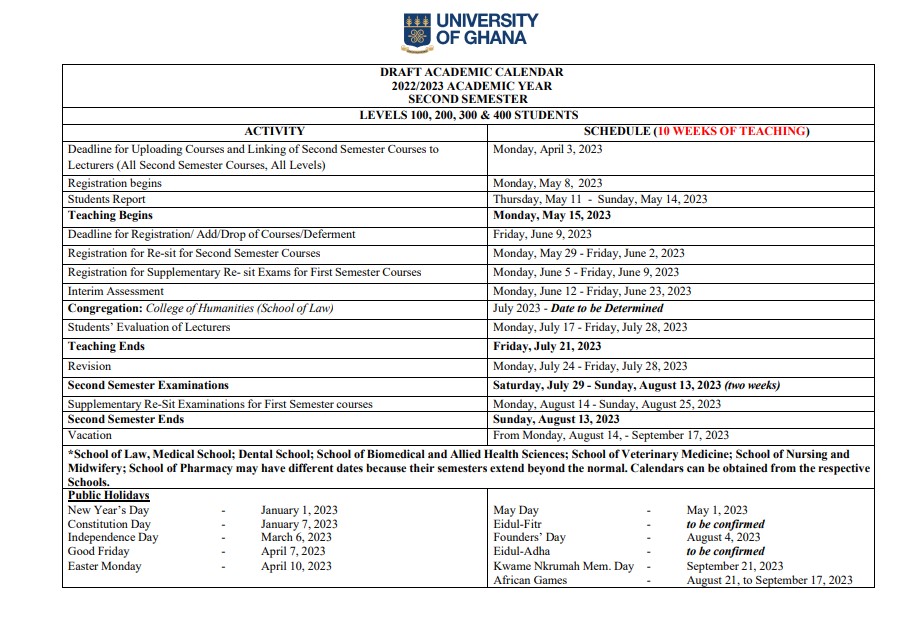 UNIVERSITY
OF GHANA
DRAFT ACADEMIC CALENDAR
2022/2023 ACADEMIC YEAR
SECOND SEMESTER
LEVELS 100, 200, 300 & 400 STUDENTS
ACTIVITY SCHEDULE (10 WEEKS OF TEACHING)
Deadline for Uploading Courses and Linking of Second Semester Courses to Monday, April 3, 2023
Lecturers (All Second Semester Courses, All Levels)
Registration begins Monday, May 8, 2023
Students Report Thursday, May 11 - Sunday, May 14, 2023
Teaching Begins Monday, May 15, 2023
Deadline for Registration/ Add/Drop of Courses/Deferment Friday, June 9, 2023
Registration for Re-sit for Second Semester Courses Monday, May 29 - Friday, June 2, 2023
Registration for Supplementary Re- sit Exams for First Semester Courses Monday, June 5 - Friday, June 9, 2023
Interim Assessment Monday, June 12 - Friday, June 23, 2023
Congregation: College of Humanities (School of Law) July 2023 - Date to be Determined
Students' Evaluation of Lecturers Monday, July 17 - Friday, July 28, 2023
Teaching Ends Friday, July 21, 2023
Revision Monday, July 24 - Friday, July 28, 2023
Second Semester Examinations Saturday, July 29 - Sunday, August 13, 2023 (two weeks)
Supplementary Re-Sit Examinations for First Semester courses Monday, August 14 - Sunday, August 25, 2023
Second Semester Ends Sunday, August 13, 2023
Vacation From Monday, August 14, - September 17, 2023
*School of Law, Medical School; Dental School; School of Biomedical and Allied Health Sciences; School of Veterinary Medicine; School of Nursing and
Midwifery; School of Pharmacy may have different dates because their semesters extend beyond the normal. Calendars can be obtained from the respective
Schools.
Public Holidays
New Year's Day - January 1, 2023
Constitution Day - January 7, 2023
Independence Day - March 6, 2023
Good Friday - April 7, 2023
Easter Monday - April 10, 2023
May Day - May 1, 2023
Eidul-Fitr - to be confirmed
Founders' Day - August 4, 2023
Eidul-Adha - to be confirmed
Kwame Nkrumah Mem. Day - September 21, 2023
African Games - August 21, to September 17, 2023